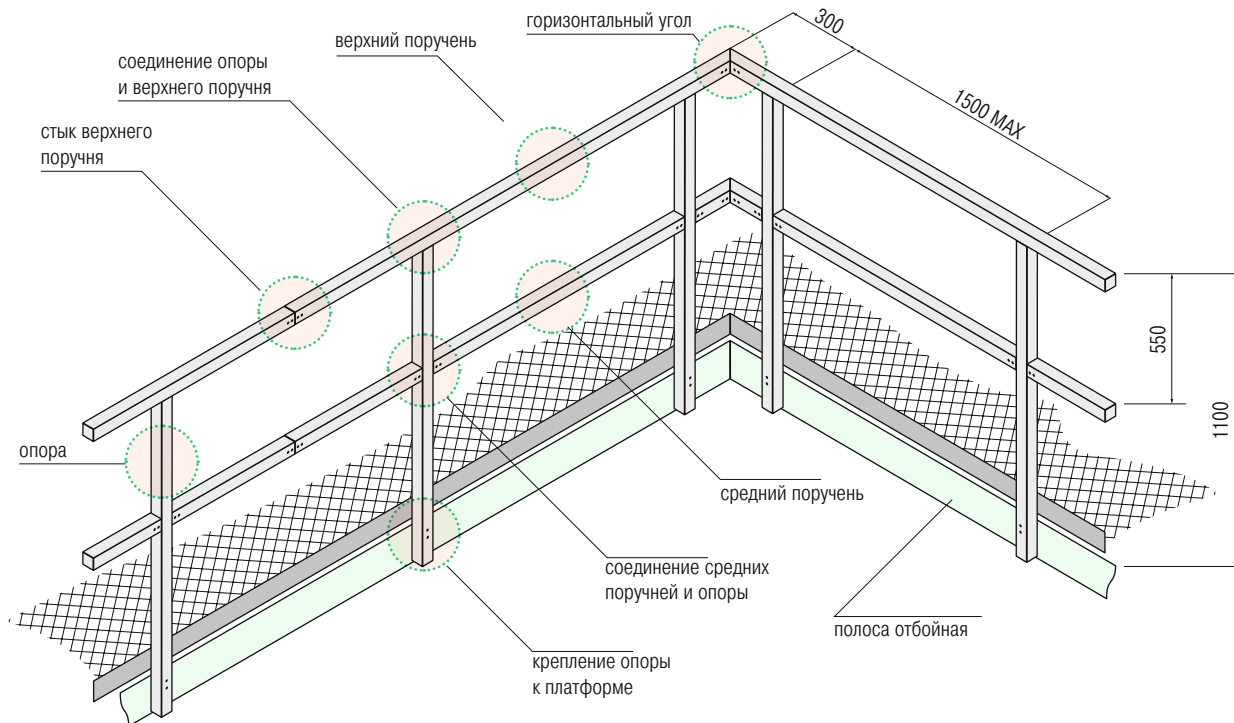 горизонтальный угол
300
верхний поручень
соединение опоры
и верхнего поручня
1500 MAX
стык верхнего
поручня
550
1100
опора
средний поручень
соединение средних
поручней и опоры
полоса отбойная
крепление опоры
к платформе